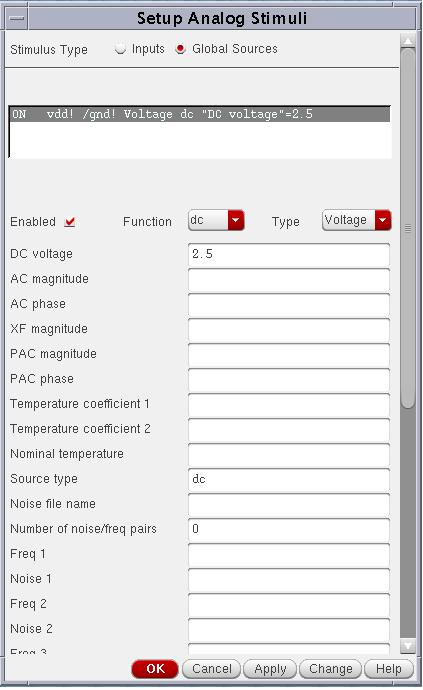 Setup Analog Stimuli
Stimulus Type Inputs Global Sources
ON vdd! /gnd! Voltage dc "DC voltage"=2.5
Enabled Function dc Type Voltage
DC voltage 2.5
AC magnitude
AC phase
XF magnitude
PAC magnitude
PAC phase
Temperature coefficient 1
Temperature coefficient 2
Nominal temperature
Source type dc
Noise file name
Number of noise/freq pairs 0
Freq 1
Noise 1
Freq 2
Noise 2
Freq 3
OK Cancel Apply Change Help